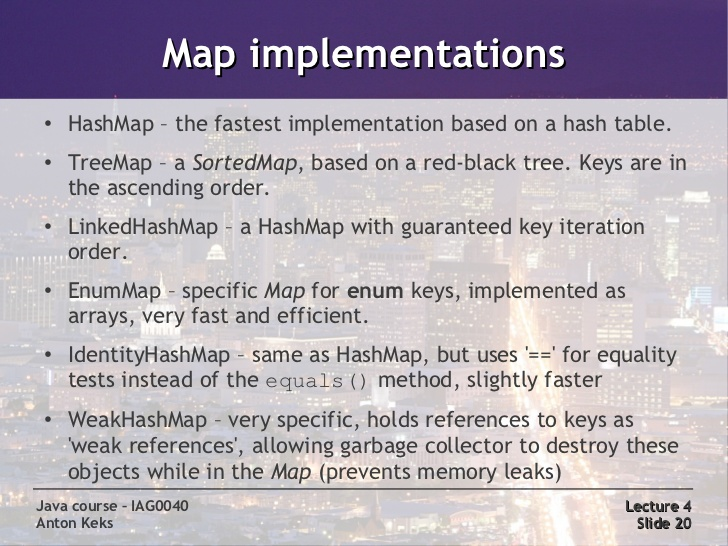 Map implementations
• HashMap – the fastest implementation based on a hash table.
• TreeMap – a SortedMap, based on a red-black tree. Keys are in
the ascending order.
• LinkedHashMap – a HashMap with guaranteed key iteration
order.
• EnumMap – specific Map for enum keys, implemented as
arrays, very fast and efficient.
• IdentityHashMap – same as HashMap, but uses '==' for equality
tests instead of the equals() method, slightly faster
• WeakHashMap – very specific, holds references to keys as
'weak references', allowing garbage collector to destroy these
objects while in the Map (prevents memory leaks)
Java course – IAG0040
Anton Keks
Lecture 4
Slide 20